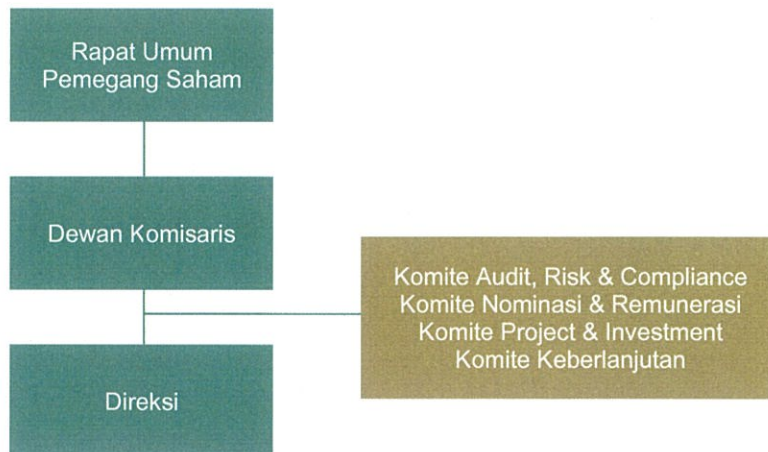 Rapat Umum
Pemegang Saham
Dewan Komisaris
Komite Audit, Risk & Compliance
Komite Nominasi & Remunerasi
Komite Project & Investment
Komite Keberlanjutan
Direksi